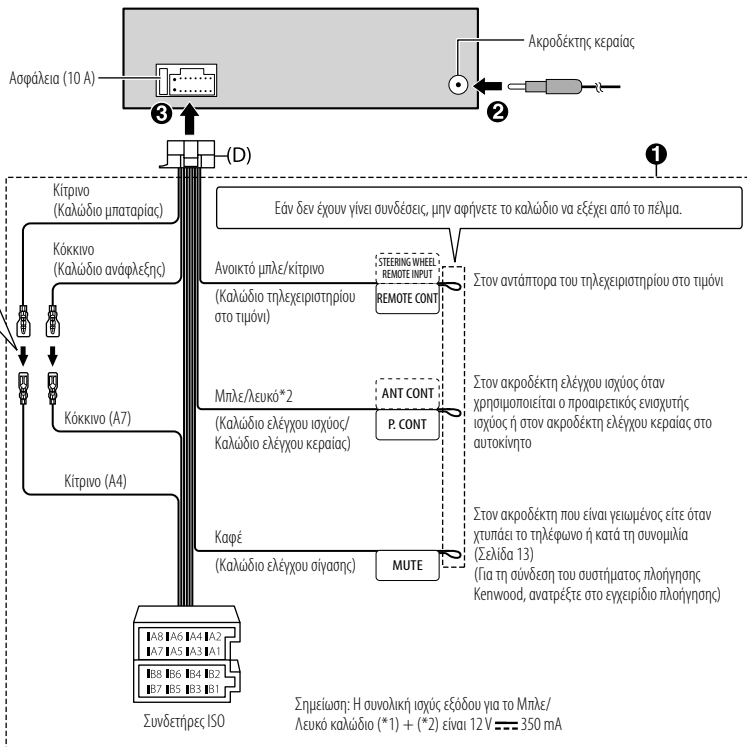 Ακροδέκτης κεραίας
Ασφάλεια (10 A)
❸
❷
(D)
❶
Κίτρινο
(Καλώδιο μπαταρίας)
Εάν δεν έχουν γίνει συνδέσεις, μην αφήνετε το καλώδιο να εξέχει από το πέλμα.
Κόκκινο
(Καλώδιο ανάφλεξης)
Ανοικτό μπλε/κίτρινο
(Καλώδιο τηλεχειριστηρίου
στο τιμόνι)
STEERING WHEEL
REMOTE INPUT
REMOTE CONT
Στον αντάπτορα του τηλεχειριστηρίου στο τιμόνι
Μπλε/λευκό*2
(Καλώδιο ελέγχου ισχύος/
Καλώδιο ελέγχου κεραίας)
ANT CONT
P. CONT
Στον ακροδέκτη ελέγχου ισχύος όταν
χρησιμοποιείται ο προαιρετικός ενισχυτής
ισχύος ή στον ακροδέκτη ελέγχου κεραίας στο
αυτοκίνητο
Κόκκινο (A7)
Κίτρινο (A4)
Καφέ
(Καλώδιο ελέγχου σίγασης)
MUTE
Στον ακροδέκτη που είναι γειωμένος είτε όταν
χτυπάει το τηλέφωνο ή κατά τη συνομιλία
(Σελίδα 13)
(Για τη σύνδεση του συστήματος πλοήγησης
Kenwood, ανατρέξτε στο εγχειρίδιο πλοήγησης)
A8 A6 A4 A2
A7 A5 A3 A1
B8 B6 B4 B2
B7 B5 B3 B1
Συνδετήρες ISO
Σημείωση: Η συνολική ισχύς εξόδου για το Μπλε/
Λευκό καλώδιο (*1) + (*2) είναι 12 V ⎓ 350 mA